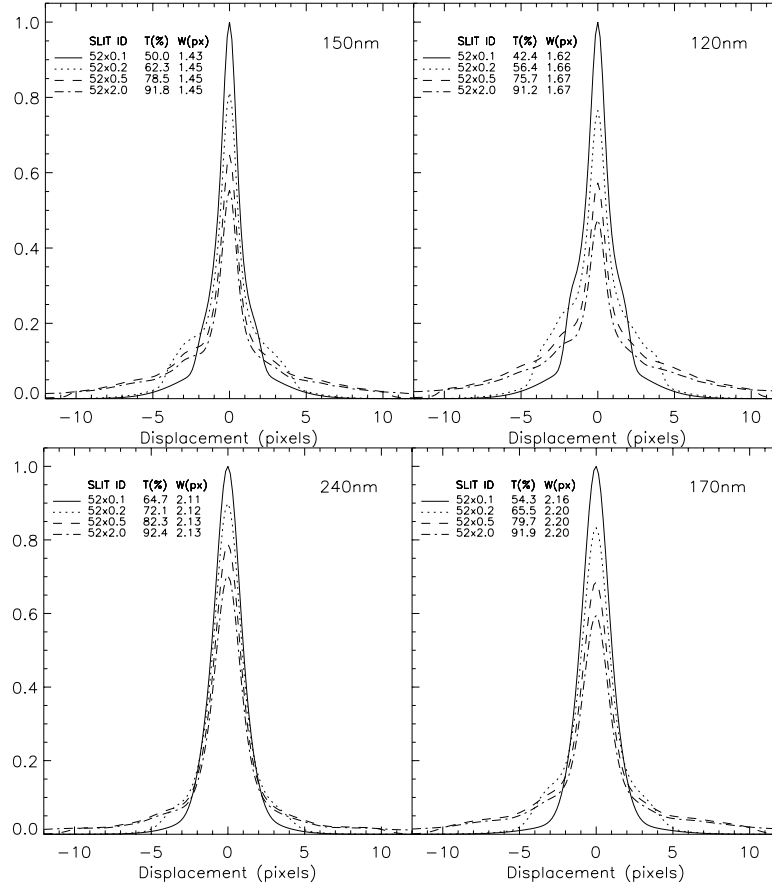 SLIT ID T(%) W(px)
52x0.1 50.0 1.43
52x0.2 62.3 1.45
52x0.5 78.5 1.45
52x2.0 91.8 1.45
150nm
SLIT ID T(%) W(px)
52x0.1 42.4 1.62
52x0.2 56.4 1.66
52x0.5 75.7 1.67
52x2.0 91.2 1.67
120nm
1.0
0.8
0.6
0.4
0.2
0.0
−10 −5 0 5 10
Displacement (pixels)
−10 −5 0 5 10
Displacement (pixels)
SLIT ID T(%) W(px)
52x0.1 64.7 2.11
52x0.2 72.1 2.12
52x0.5 82.3 2.13
52x2.0 92.4 2.13
240nm
SLIT ID T(%) W(px)
52x0.1 54.3 2.16
52x0.2 65.5 2.20
52x0.5 79.7 2.20
52x2.0 91.9 2.20
170nm
1.0
0.8
0.6
0.4
0.2
0.0
−10 −5 0 5 10
Displacement (pixels)
−10 −5 0 5 10
Displacement (pixels)